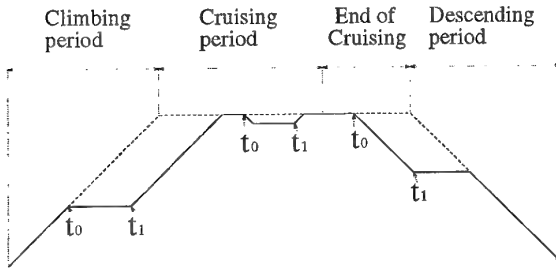 Climbing
period
Cruising
period
End of
Cruising
Descending
period
t0
t1
t0
t1
t0
t1